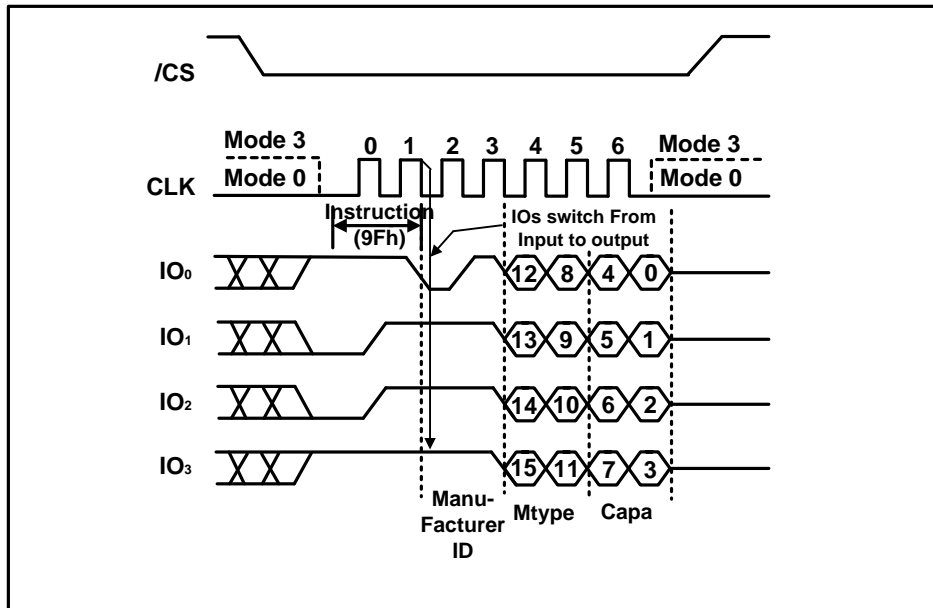 /CS
Mode 3
0 1 2 3 4 5 6
Mode 3
Mode 0
Mode 0
CLK
Instruction
(9Fh)
IOs switch From
Input to output
IO₀
12 8 4 0
IO₁
13 9 5 1
IO₂
14 10 6 2
IO₃
15 11 7 3
Manu-
Facturer
ID
Mtype
Capa